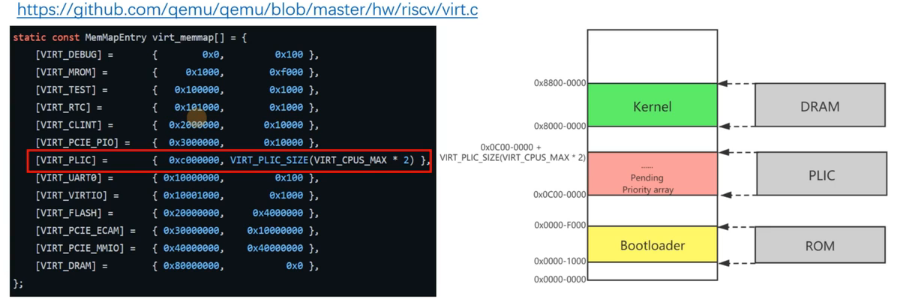 https://github.com/qemu/qemu/blob/master/hw/riscv/virt.c
static const MemMapEntry virt_memmap[] = {
[VIRT_DEBUG] = { 0x0, 0x100 },
[VIRT_MROM] = { 0x1000, 0xf000 },
[VIRT_TEST] = { 0x100000, 0x1000 },
[VIRT_RTC] = { 0x101000, 0x1000 },
[VIRT_CLINT] = { 0x2000000, 0x10000 },
[VIRT_PCIE_PIO] = { 0x3000000, 0x10000 },
[VIRT_PLIC] = { 0xc000000, VIRT_PLIC_SIZE(VIRT_CPUS_MAX * 2) },
[VIRT_UART0] = { 0x10000000, 0x100 },
[VIRT_VIRTIO] = { 0x10001000, 0x1000 },
[VIRT_FLASH] = { 0x20000000, 0x4000000 },
[VIRT_PCIE_ECAM] = { 0x30000000, 0x10000000 },
[VIRT_PCIE_MMIO] = { 0x40000000, 0x40000000 },
[VIRT_DRAM] = { 0x80000000, 0x0 },
};
0x8800-0000
Kernel
DRAM
0x8000-0000
0x0C00-0000 +
VIRT_PLIC_SIZE(VIRT_CPUS_MAX * 2)
......
Pending
Priority array
PLIC
0x0C00-0000
0x0000-F000
Bootloader
ROM
0x0000-1000
0x0000-0000